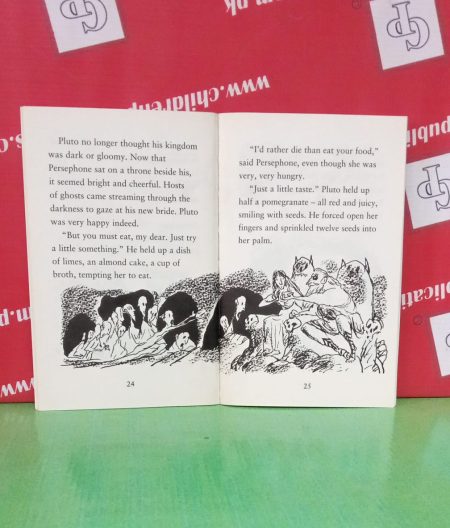 Pluto no longer thought his kingdom
was dark or gloomy. Now that
Persephone sat on a throne beside his,
it seemed bright and cheerful. Hosts
of ghosts came streaming through the
darkness to gaze at his new bride. Pluto
was very happy indeed.
"But you must eat, my dear. Just try
a little something." He held up a dish
of limes, an almond cake, a cup of
broth, tempting her to eat.
24
"I'd rather die than eat your food,"
said Persephone, even though she was
very, very hungry.
"Just a little taste." Pluto held up
half a pomegranate – all red and juicy,
smiling with seeds. He forced open her
fingers and sprinkled twelve seeds into
her palm.
25
www.childrenp
publicati
m.pk
www.
CP